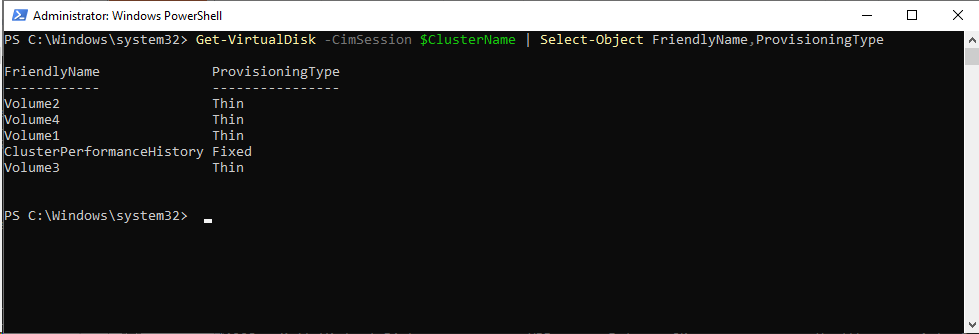 Administrator: Windows PowerShell
PS C:\Windows\system32> Get-VirtualDisk -CimSession $ClusterName | Select-Object FriendlyName,ProvisioningType
FriendlyName ProvisioningType
------------ ----------------
Volume2 Thin
Volume4 Thin
Volume1 Thin
ClusterPerformanceHistory Fixed
Volume3 Thin
PS C:\Windows\system32>